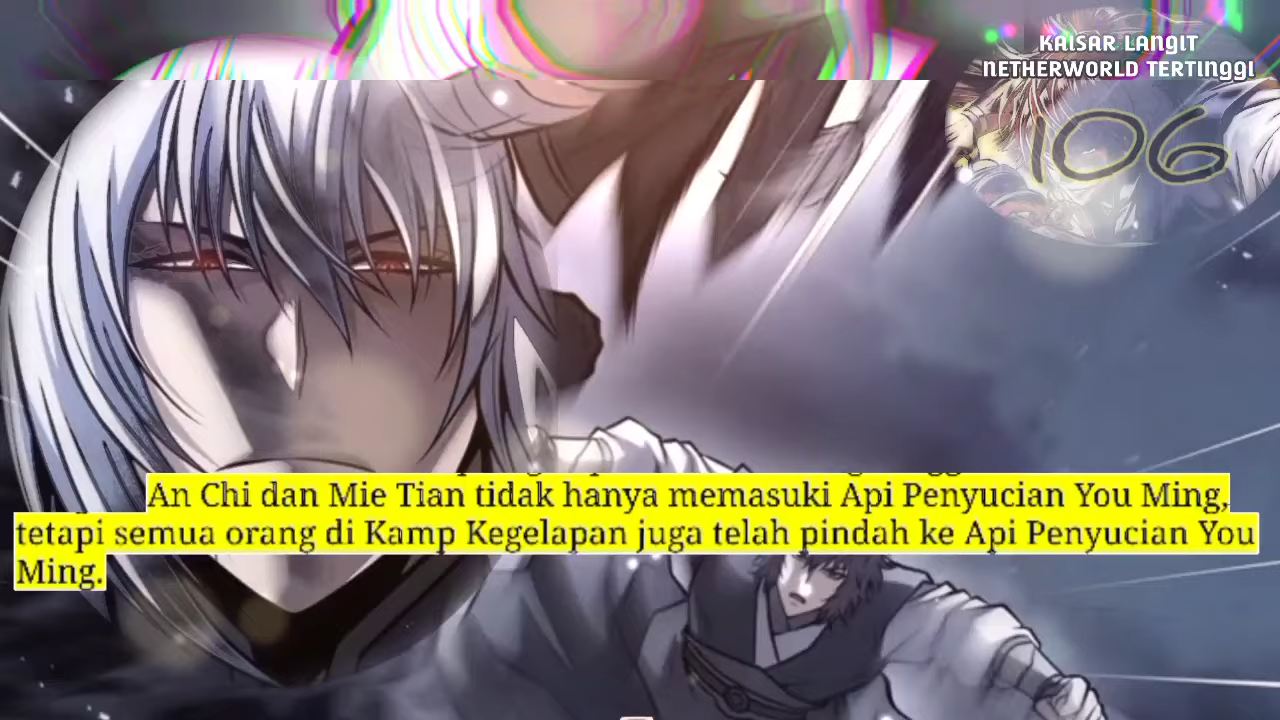 KAISAR LANGIT
NETHERWORLD TERTINGGI
106
An Chi dan Mie Tian tidak hanya memasuki Api Penyucian You Ming,
tetapi semua orang di Kamp Kegelapan juga telah pindah ke Api Penyucian You
Ming.